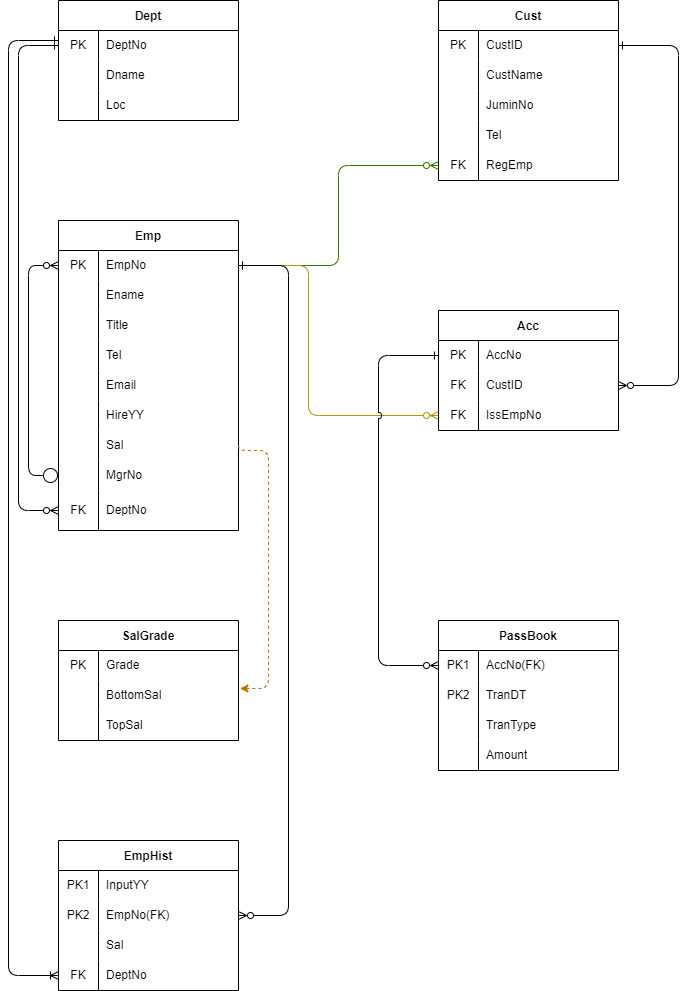 Dept
PK DeptNo
Dname
Loc
Cust
PK CustID
CustName
JuminNo
Tel
FK RegEmp
Emp
PK EmpNo
Ename
Title
Tel
Email
HireYY
Sal
MgrNo
FK DeptNo
Acc
PK AccNo
FK CustID
FK IssEmpNo
SalGrade
PK Grade
BottomSal
TopSal
PassBook
PK1 AccNo(FK)
PK2 TranDT
TranType
Amount
EmpHist
PK1 InputYY
PK2 EmpNo(FK)
Sal
FK DeptNo